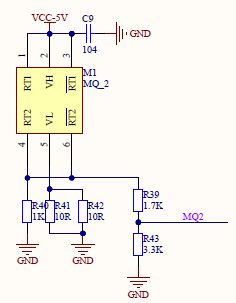 VCC-5V
C9
104
GND
1
2
3
M1
MQ_2
RT1
VH
RT1
RT2
VL
RT2
4
5
6
R40
1K
R41
10R
R42
10R
R39
1.7K
MQ2
R43
3.3K
GND
GND
GND